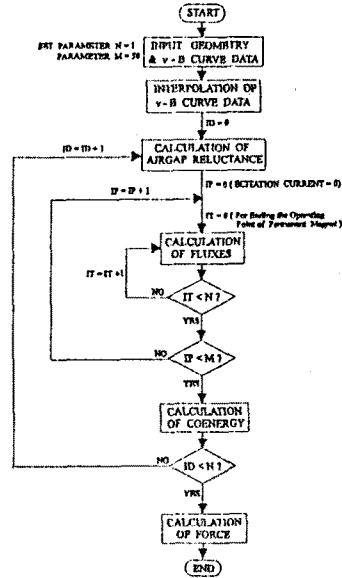 START
SET PARAMETER N = 1
PARAMETER M = 50
INPUT GEOMETRY
& v - B CURVE DATA
INTERPOLATION OF
v - B CURVE DATA
ID = 0
ID = ID + 1
CALCULATION OF
AIRGAP RELUCTANCE
IP = 0 ( EXCITATION CURRENT = 0)
IP = IP + 1
IT = 0 ( For finding the Operating
Point of Permanent Magnet)
CALCULATION
OF FLUXES
IT = IT + 1
NO
IT < N ?
YES
NO
IP < M ?
YES
CALCULATION
OF COENERGY
NO
ID < N ?
YES
CALCULATION
OF FORCE
END